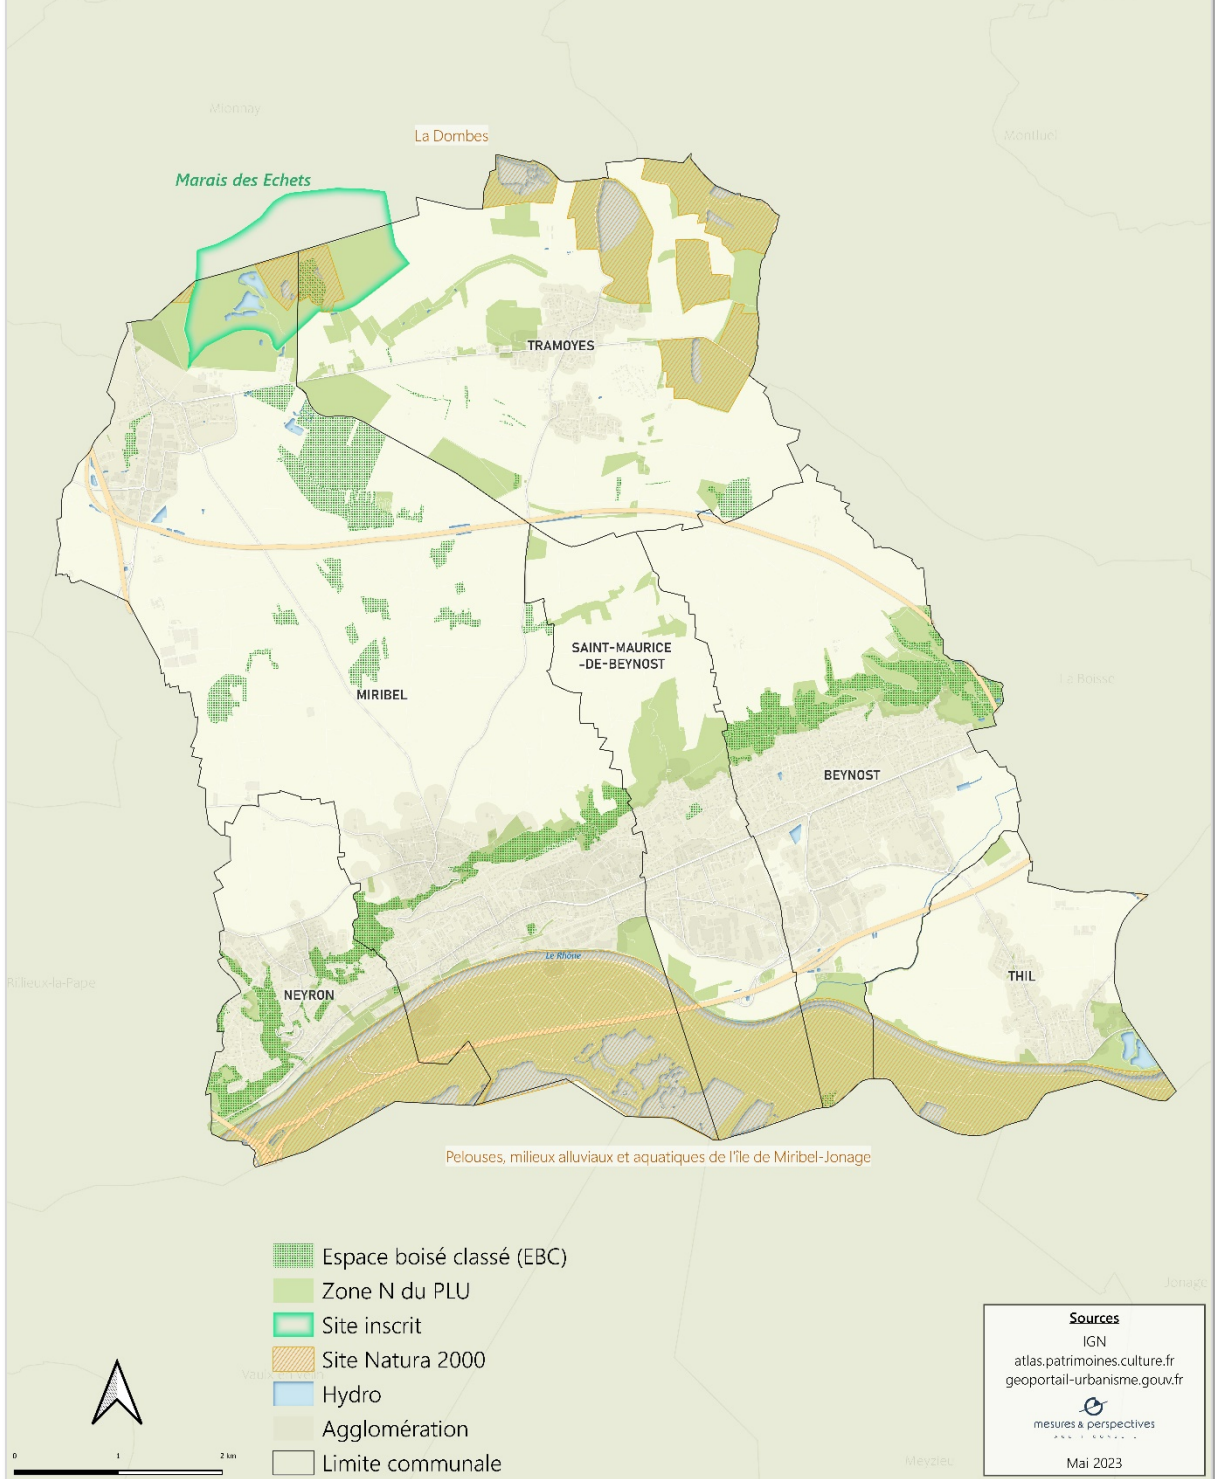 Mionnay
La Dombes
Montluel
Marais des Echets
TRAMOYES
SAINT-MAURICE
-DE-BEYNOST
MIRIBEL
La Boisse
BEYNOST
Le Rhône
Rillieux-la-Pape
NEYRON
THIL
Pelouses, milieux alluviaux et aquatiques de l'île de Miribel-Jonage
Espace boisé classé (EBC)
Zone N du PLU
Site inscrit
Site Natura 2000
Hydro
Agglomération
Limite communale
Vaulx-en-Velin
Jonage
Meyzieu
0 1 2 km
Sources
IGN
atlas.patrimoines.culture.fr
geoportail-urbanisme.gouv.fr
mesures & perspectives
Mai 2023